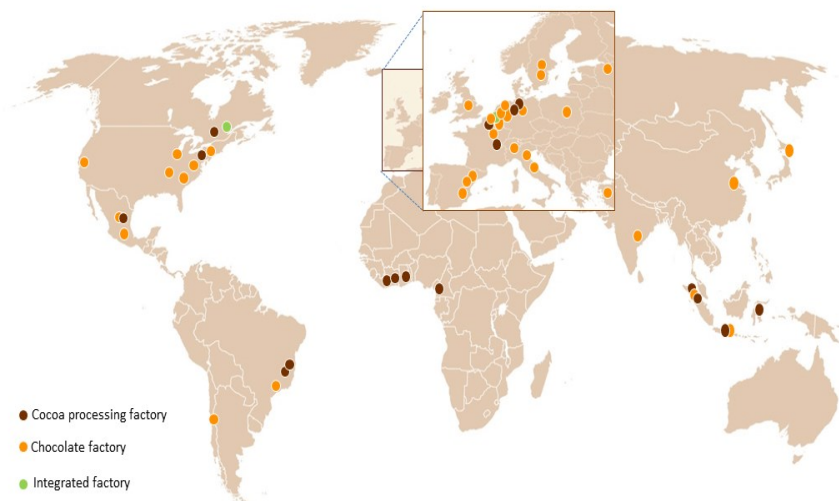 Cocoa processing factory
Chocolate factory
Integrated factory